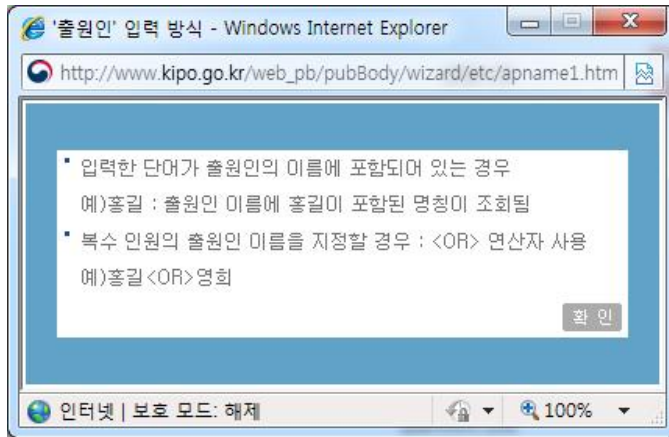 '출원인' 입력 방식 - Windows Internet Explorer
http://www.kipo.go.kr/web_pb/pubBody/wizard/etc/apname1.htm
입력한 단어가 출원인의 이름에 포함되어 있는 경우
예)홍길 : 출원인 이름에 홍길이 포함된 명칭이 조회됨
복수 인원의 출원인 이름을 지정할 경우 : <OR> 연산자 사용
예)홍길<OR>영희
확 인
인터넷 | 보호 모드: 해제
100%